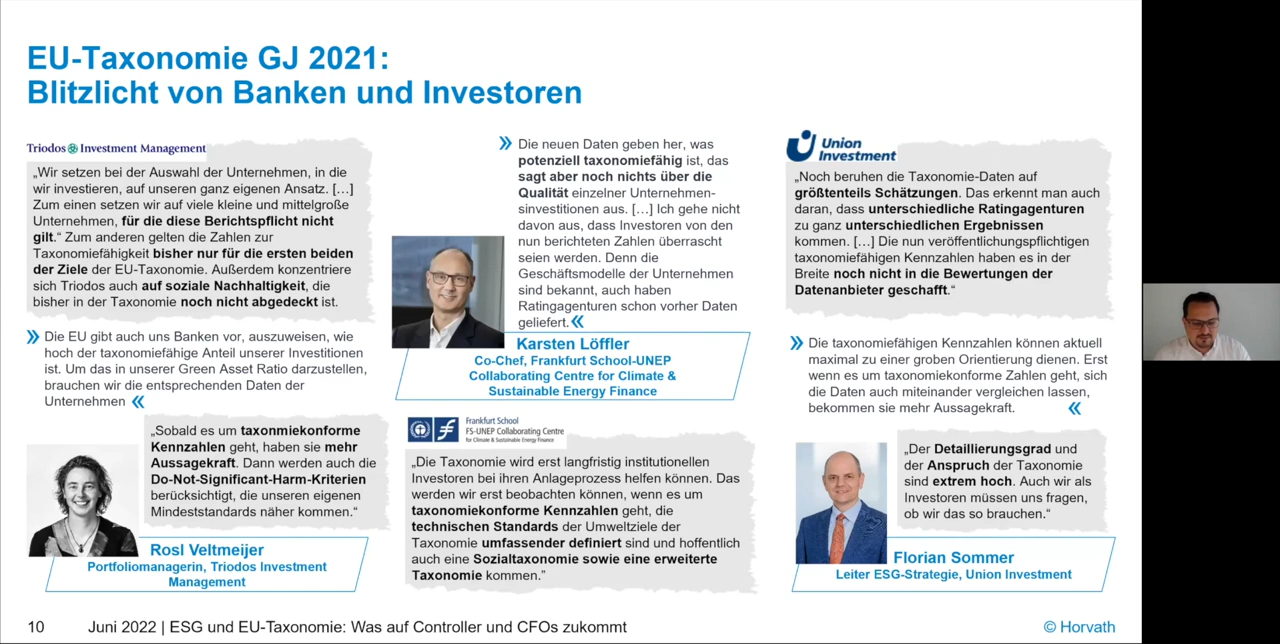 EU-Taxonomie GJ 2021:
Blitzlicht von Banken und Investoren
Triodos Investment Management
„Wir setzen bei der Auswahl der Unternehmen, in die
wir investieren, auf unseren ganz eigenen Ansatz. […]
Zum einen setzen wir auf viele kleine und mittelgroße
Unternehmen, für die diese Berichtspflicht nicht
gilt.“ Zum anderen gelten die Zahlen zur
Taxonomiefähigkeit bisher nur für die ersten beiden
der Ziele der EU-Taxonomie. Außerdem konzentriere
sich Triodos auch auf soziale Nachhaltigkeit, die
bisher in der Taxonomie noch nicht abgedeckt ist.
» Die EU gibt auch uns Banken vor, auszuweisen, wie
hoch der taxonomiefähige Anteil unserer Investitionen
ist. Um das in unserer Green Asset Ratio darzustellen,
brauchen wir die entsprechenden Daten der
Unternehmen «
„Sobald es um taxonmiekonforme
Kennzahlen geht, haben sie mehr
Aussagekraft. Dann werden auch die
Do-Not-Significant-Harm-Kriterien
berücksichtigt, die unseren eigenen
Mindeststandards näher kommen.“
Rosl Veltmeijer
Portfoliomanagerin, Triodos Investment
Management
» Die neuen Daten geben her, was
potenziell taxonomiefähig ist, das
sagt aber noch nichts über die
Qualität einzelner Unternehmen-
sinvestitionen aus. […] Ich gehe nicht
davon aus, dass Investoren von den
nun berichteten Zahlen überrascht
seien werden. Denn die
Geschäftsmodelle der Unternehmen
sind bekannt, auch haben
Ratingagenturen schon vorher Daten
geliefert. «
Karsten Löffler
Co-Chef, Frankfurt School-UNEP
Collaborating Centre for Climate &
Sustainable Energy Finance
Frankfurt School
FS-UNEP Collaborating Centre
for Climate & Sustainable Energy Finance
„Die Taxonomie wird erst langfristig institutionellen
Investoren bei ihren Anlageprozess helfen können. Das
werden wir erst beobachten können, wenn es um
taxonomiekonforme Kennzahlen geht, die
technischen Standards der Umweltziele der
Taxonomie umfassender definiert sind und hoffentlich
auch eine Sozialtaxonomie sowie eine erweiterte
Taxonomie kommen.”
Union
Investment
„Noch beruhen die Taxonomie-Daten auf
größtenteils Schätzungen. Das erkennt man auch
daran, dass unterschiedliche Ratingagenturen
zu ganz unterschiedlichen Ergebnissen
kommen. […] Die nun veröffentlichungspflichtigen
taxonomiefähigen Kennzahlen haben es in der
Breite noch nicht in die Bewertungen der
Datenanbieter geschafft.“
» Die taxonomiefähigen Kennzahlen können aktuell
maximal zu einer groben Orientierung dienen. Erst
wenn es um taxonomiekonforme Zahlen geht, sich
die Daten auch miteinander vergleichen lassen,
bekommen sie mehr Aussagekraft. «
„Der Detaillierungsgrad und
der Anspruch der Taxonomie
sind extrem hoch. Auch wir als
Investoren müssen uns fragen,
ob wir das so brauchen.“
Florian Sommer
Leiter ESG-Strategie, Union Investment
10 Juni 2022 | ESG und EU-Taxonomie: Was auf Controller und CFOs zukommt © Horvath